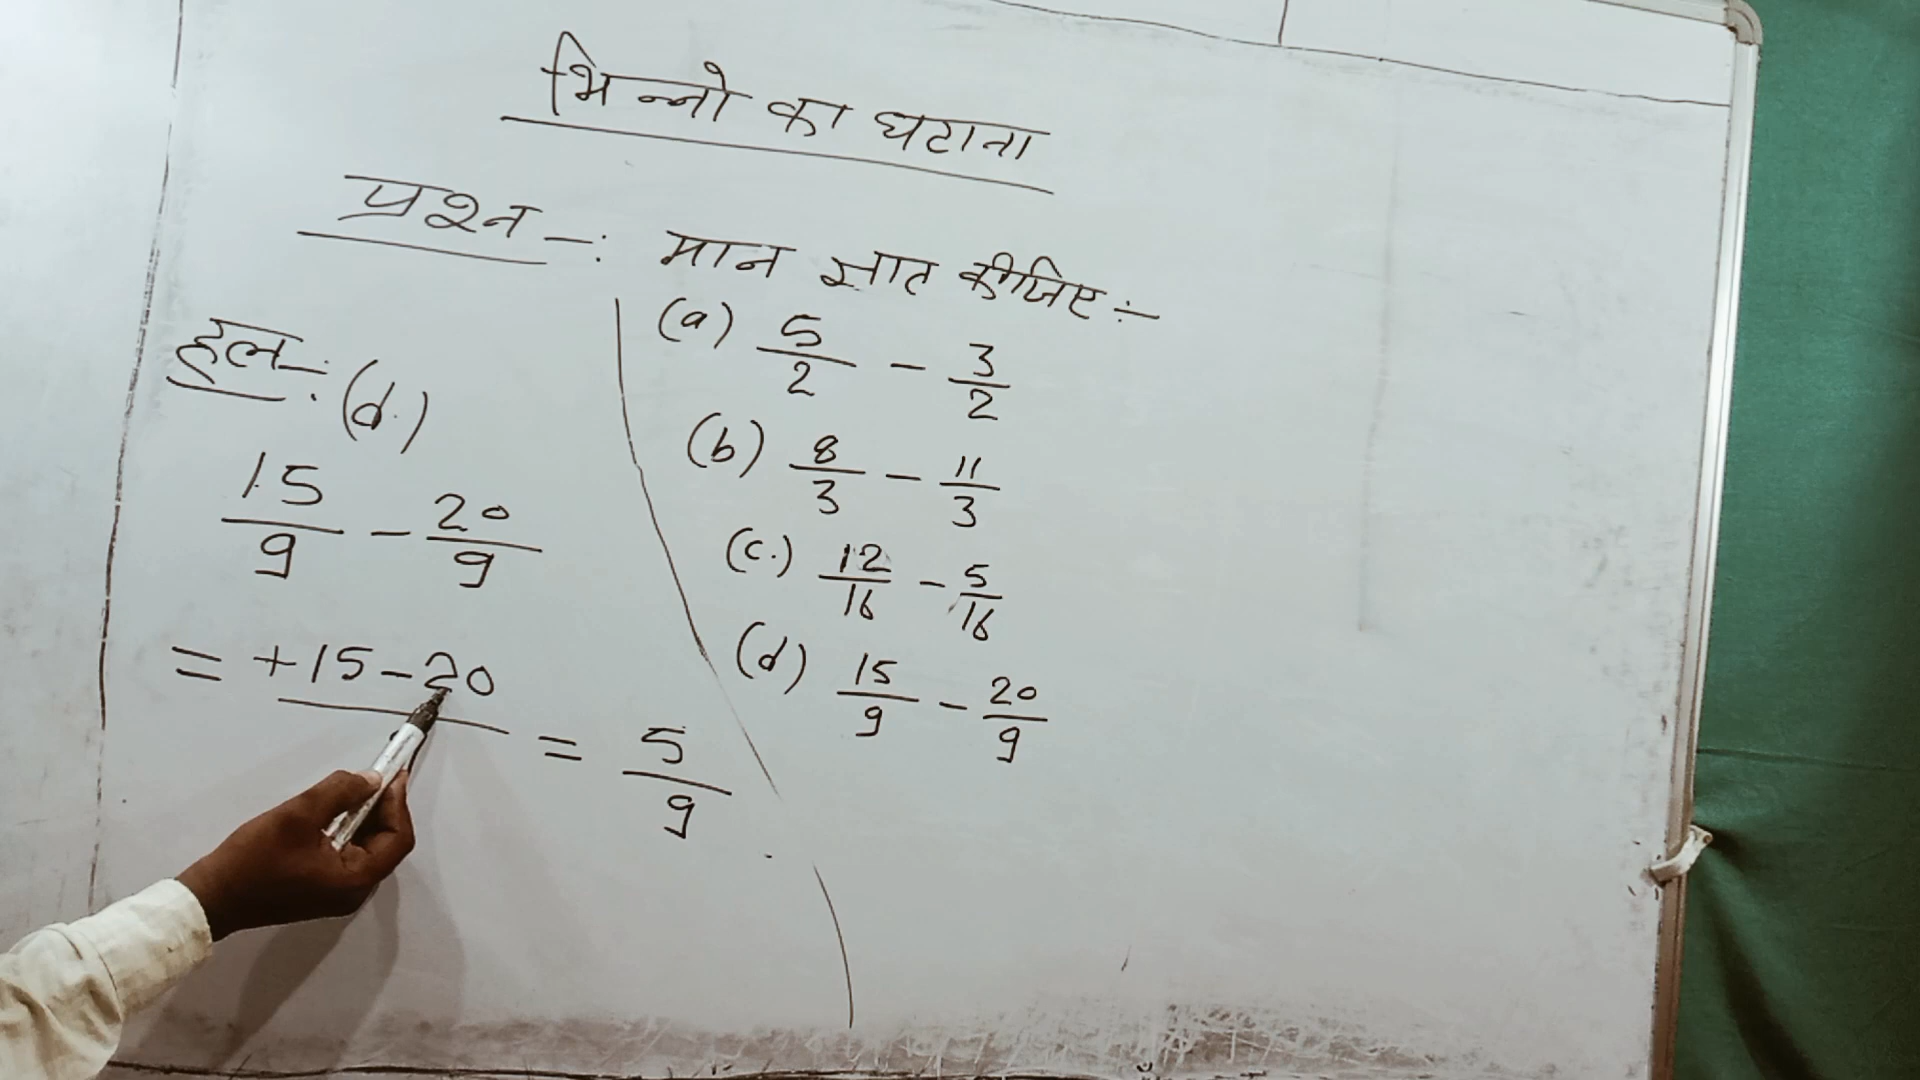 भिन्नो का घटाना
प्रश्न -: मान ज्ञात कीजिए :-
(a) 5/2 - 3/2
(b) 8/3 - 11/3
(c.) 12/16 - 5/16
(d) 15/9 - 20/9
हल -: (d.)
15/9 - 20/9
= +15-20/9 = 5/9